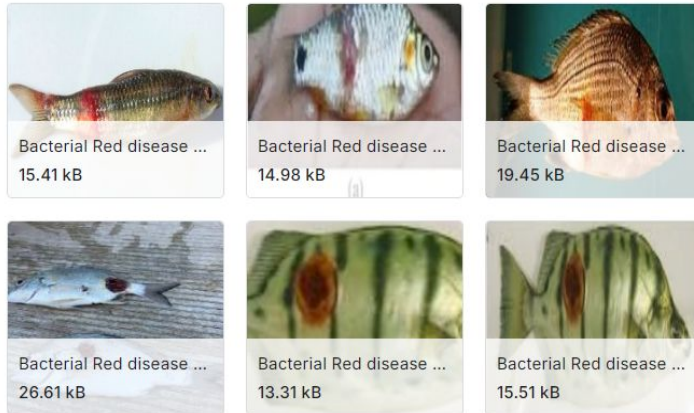 Bacterial Red disease ...
15.41 kB
Bacterial Red disease ...
14.98 kB
(a)
Bacterial Red disease ...
19.45 kB
Bacterial Red disease ...
26.61 kB
Bacterial Red disease ...
13.31 kB
Bacterial Red disease ...
15.51 kB